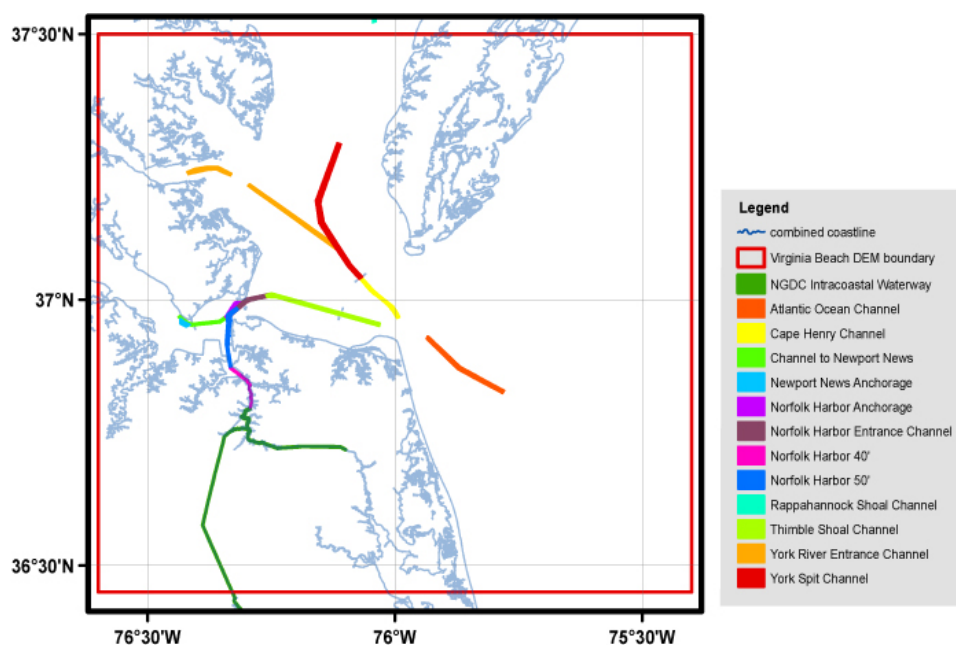 37°30'N
37°N
36°30'N
76°30'W
76°W
75°30'W
Legend
combined coastline
Virginia Beach DEM boundary
NGDC Intracoastal Waterway
Atlantic Ocean Channel
Cape Henry Channel
Channel to Newport News
Newport News Anchorage
Norfolk Harbor Anchorage
Norfolk Harbor Entrance Channel
Norfolk Harbor 40'
Norfolk Harbor 50'
Rappahannock Shoal Channel
Thimble Shoal Channel
York River Entrance Channel
York Spit Channel